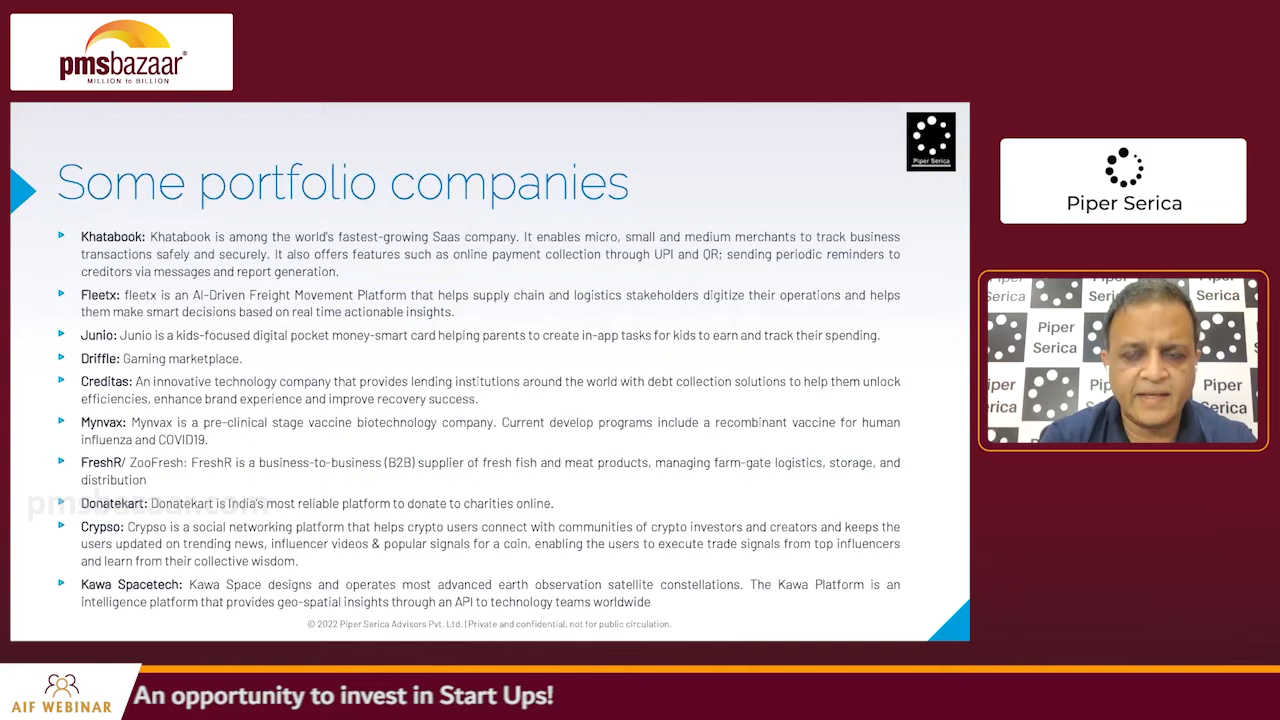 pmsbazaar®
MILLION to BILLION
Piper Serica
Some portfolio companies
Khatabook: Khatabook is among the world's fastest-growing Saas company. It enables micro, small and medium merchants to track business
transactions safely and securely. It also offers features such as online payment collection through UPI and QR; sending periodic reminders to
creditors via messages and report generation.
Fleetx: fleetx is an AI-Driven Freight Movement Platform that helps supply chain and logistics stakeholders digitize their operations and helps
them make smart decisions based on real time actionable insights.
Junio: Junio is a kids-focused digital pocket money-smart card helping parents to create in-app tasks for kids to earn and track their spending.
Driffle: Gaming marketplace.
Creditas: An innovative technology company that provides lending institutions around the world with debt collection solutions to help them unlock
efficiencies, enhance brand experience and improve recovery success.
Mynvax: Mynvax is a pre-clinical stage vaccine biotechnology company. Current develop programs include a recombinant vaccine for human
influenza and COVID19.
FreshR/ ZooFresh: FreshR is a business-to-business (B2B) supplier of fresh fish and meat products, managing farm-gate logistics, storage, and
distribution
pmsbazaar.com
Donatekart: Donatekart is India's most reliable platform to donate to charities online.
Crypso: Crypso is a social networking platform that helps crypto users connect with communities of crypto investors and creators and keeps the
users updated on trending news, influencer videos & popular signals for a coin, enabling the users to execute trade signals from top influencers
and learn from their collective wisdom.
Kawa Spacetech: Kawa Space designs and operates most advanced earth observation satellite constellations. The Kawa Platform is an
intelligence platform that provides geo-spatial insights through an API to technology teams worldwide
© 2022 Piper Serica Advisors Pvt. Ltd. | Private and confidential, not for public circulation.
Piper Serica
Serica
Seri
Serica
Piper
Serica
Piper
Serica
Piper
erica
Pip
Piper
Serica
AIF WEBINAR
An opportunity to invest in Start Ups!